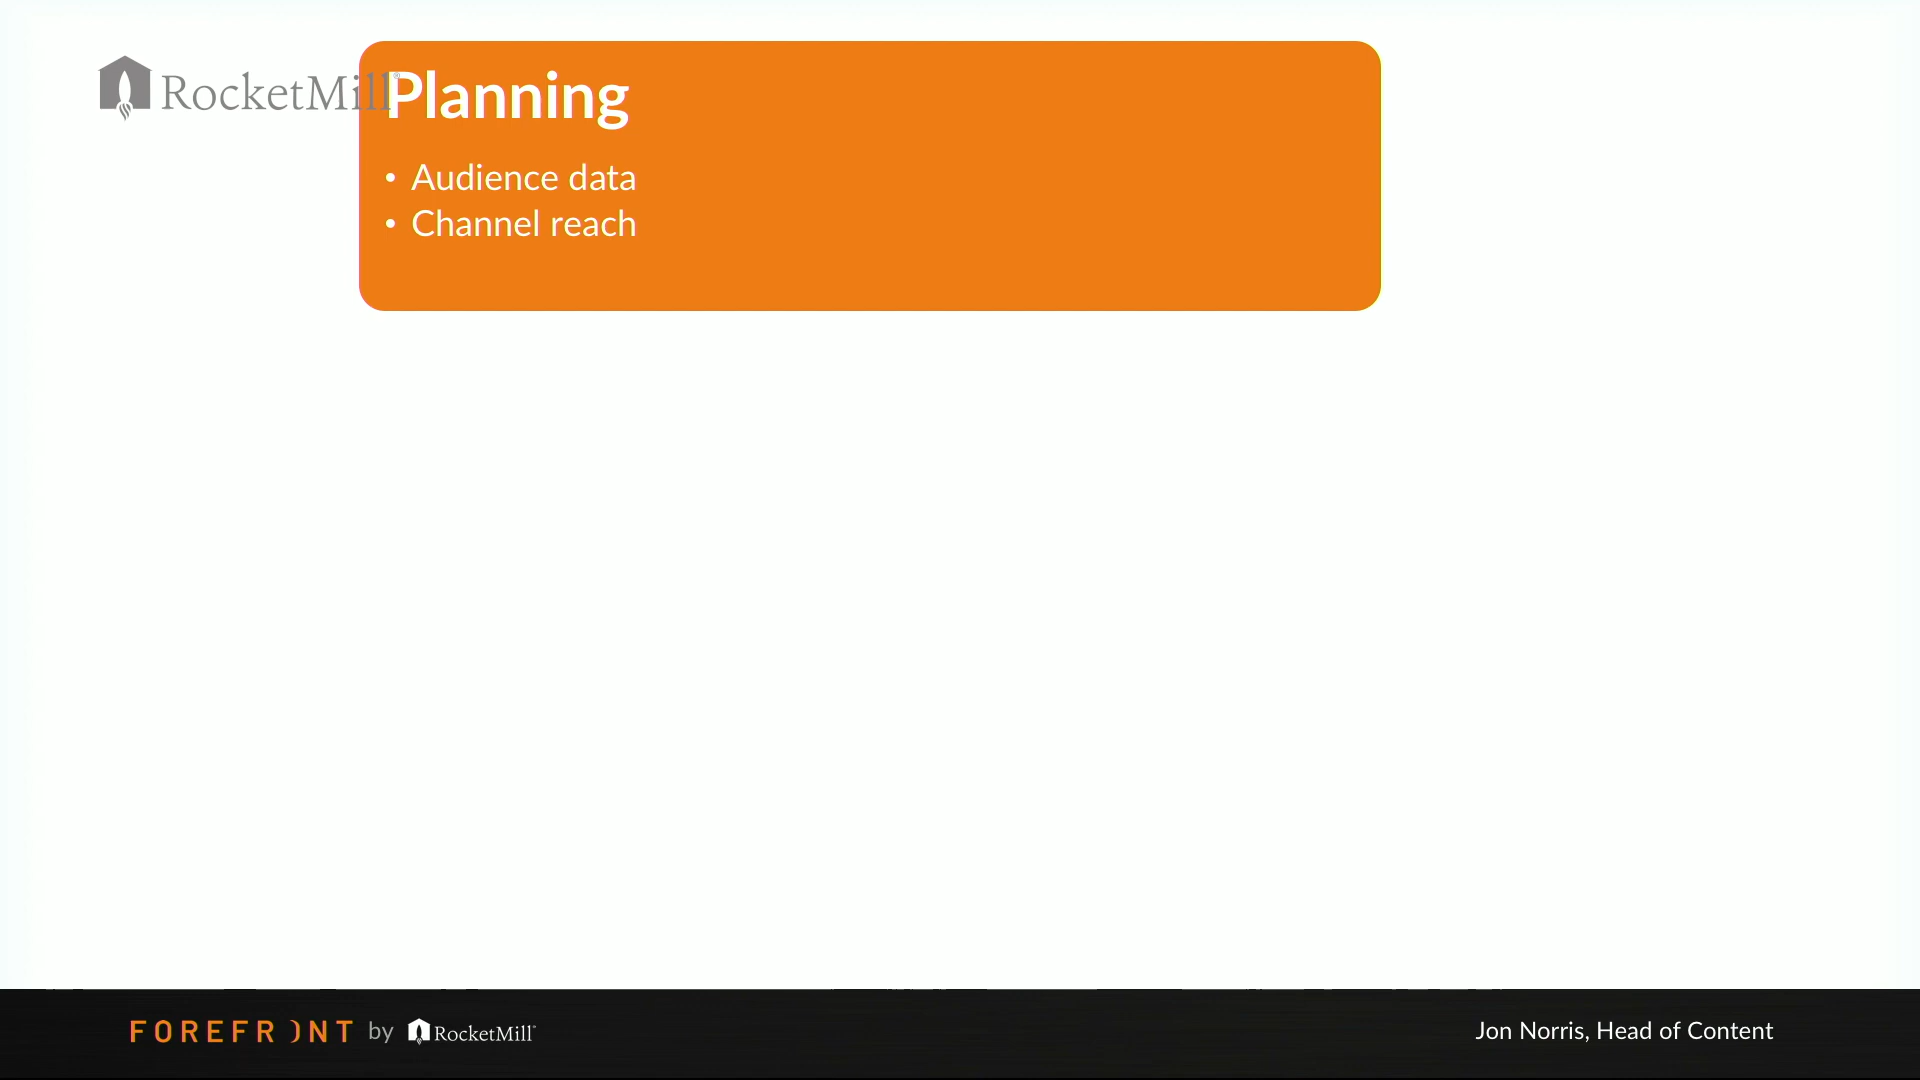 RocketMill®
Planning
• Audience data
• Channel reach
FOREFRONT by RocketMill®
Jon Norris, Head of Content